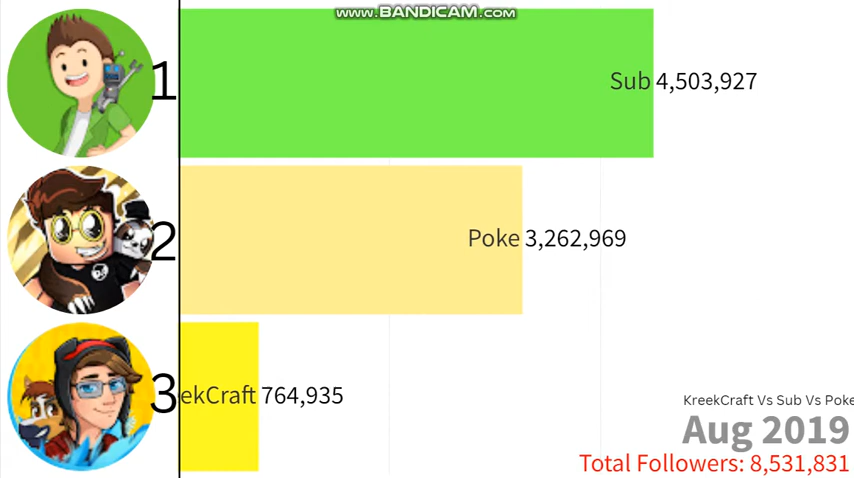 www.BANDICAM.com
1
Sub 4,503,927
2
Poke 3,262,969
3
eekCraft 764,935
KreekCraft Vs Sub Vs Poke
Aug 2019
Total Followers: 8,531,831